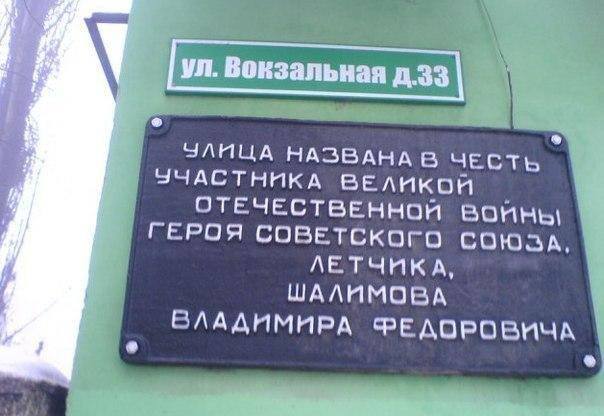 ул. Вокзальная д.33
УЛИЦА НАЗВАНА В ЧЕСТЬ
УЧАСТНИКА ВЕЛИКОЙ
ОТЕЧЕСТВЕННОЙ ВОЙНЫ
ГЕРОЯ СОВЕТСКОГО СОЮЗА,
ЛЕТЧИКА,
ШАЛИМОВА
ВЛАДИМИРА ФЕДОРОВИЧА